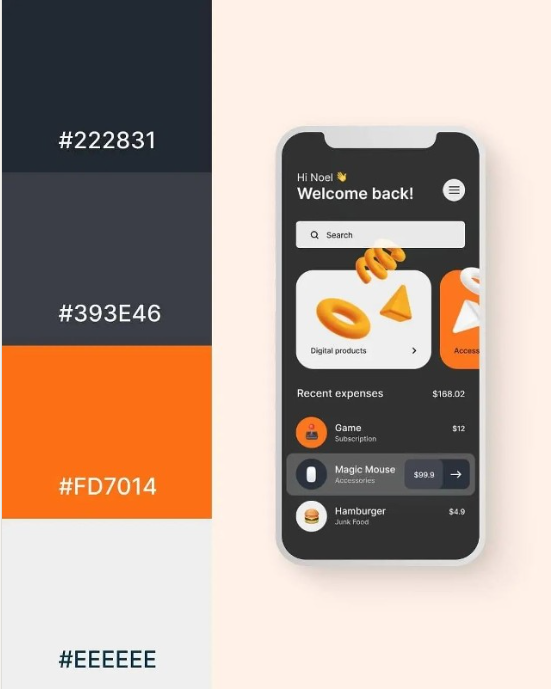 #222831
#393E46
#FD7014
#EEEEEE
Hi Noel 👋
Welcome back!
Search
Digital products
Access
Recent expenses $168.02
Game $12
Subscription
Magic Mouse $99.9
Accessories
Hamburger $4.9
Junk Food